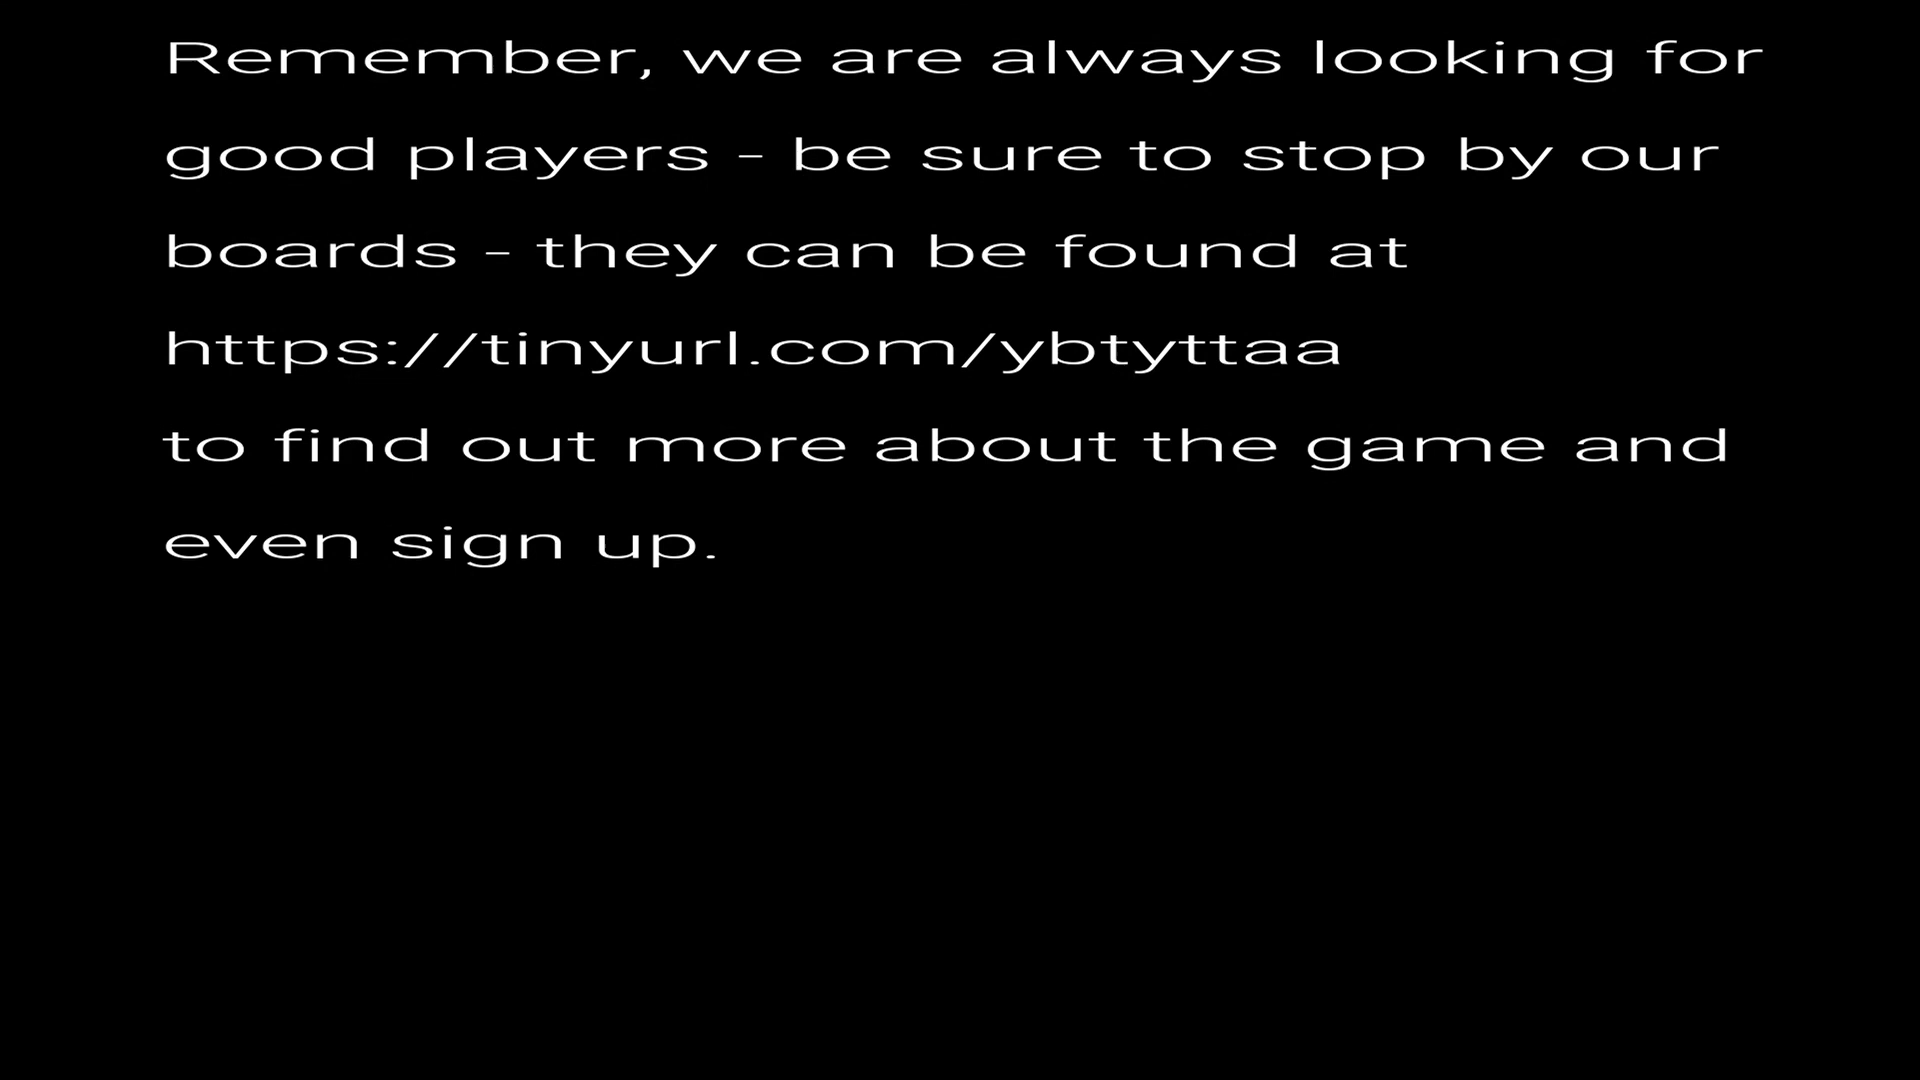 Remember, we are always looking for
good players - be sure to stop by our
boards - they can be found at
https://tinyurl.com/ybtyttaa
to find out more about the game and
even sign up.